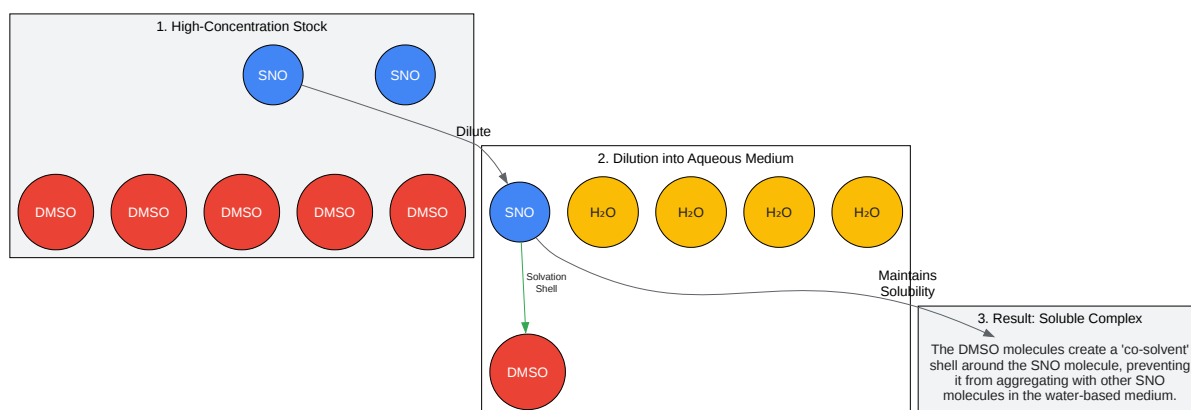 1. High-Concentration Stock
SNO
SNO
DMSO
DMSO
DMSO
DMSO
DMSO
Dilute
2. Dilution into Aqueous Medium
SNO
H₂O
H₂O
H₂O
H₂O
Solvation
Shell
DMSO
Maintains
Solubility
3. Result: Soluble Complex
The DMSO molecules create a 'co-solvent'
shell around the SNO molecule, preventing
it from aggregating with other SNO
molecules in the water-based medium.